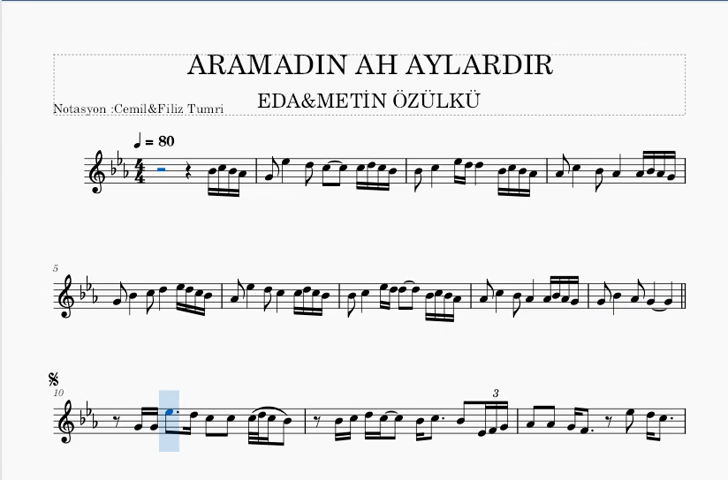 ARAMADIN AH AYLARDIR
EDA&METİN ÖZÜLKÜ
Notasyon :Cemil&Filiz Tumri
= 80
5
10
3